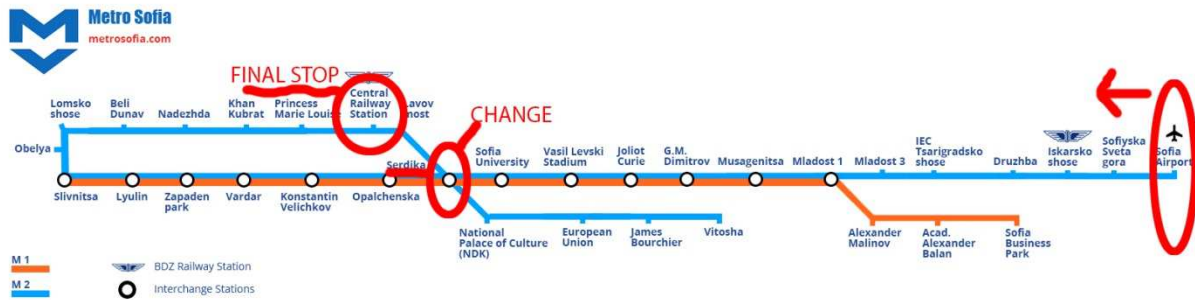 Metro Sofia
metrosofia.com
FINAL STOP
CHANGE
Lomsko
shose
Beli
Dunav
Nadezhda
Khan
Kubrat
Princess
Marie Louise
Central
Railway
Station
Lavov
most
Obelya
Serdika
Sofia
University
Vasil Levski
Stadium
Joliot
Curie
G.M.
Dimitrov
Musagenitsa
Mladost 1
Mladost 3
IEC
Tsarigradsko
shose
Druzhba
Iskarsko
shose
Sofiyska
Sveta
gora
Sofia
Airport
Slivnitsa
Lyulin
Zapaden
park
Vardar
Konstantin
Velichkov
Opalchenska
National
Palace of Culture
(NDK)
European
Union
James
Bourchier
Vitosha
Alexander
Malinov
Acad.
Alexander
Balan
Sofia
Business
Park
M 1
BDZ Railway Station
M 2
Interchange Stations